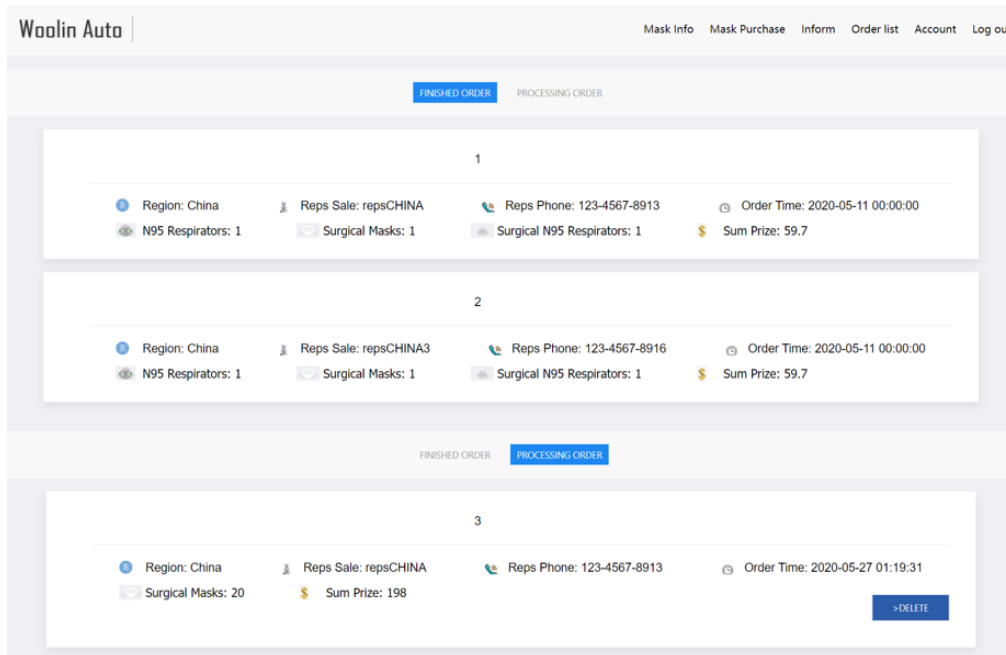 Woolin Auto
Mask Info Mask Purchase Inform Order list Account Log ou
FINISHED ORDER PROCESSING ORDER
1
R Region: China Reps Sale: repsCHINA Reps Phone: 123-4567-8913 Order Time: 2020-05-11 00:00:00
N95 Respirators: 1 Surgical Masks: 1 Surgical N95 Respirators: 1 $ Sum Prize: 59.7
2
R Region: China Reps Sale: repsCHINA3 Reps Phone: 123-4567-8916 Order Time: 2020-05-11 00:00:00
N95 Respirators: 1 Surgical Masks: 1 Surgical N95 Respirators: 1 $ Sum Prize: 59.7
FINISHED ORDER PROCESSING ORDER
3
R Region: China Reps Sale: repsCHINA Reps Phone: 123-4567-8913 Order Time: 2020-05-27 01:19:31
Surgical Masks: 20 $ Sum Prize: 198
>DELETE